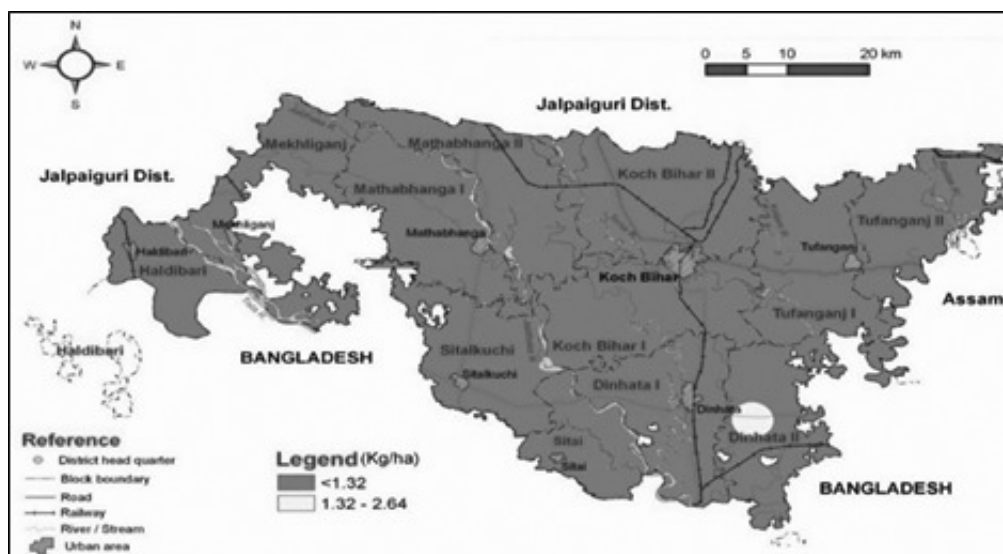 N
W E
S
0 5 10 20 km
Jalpaiguri Dist.
Mekhliganj
Mathabhanga II
Koch Bihar II
Jalpaiguri Dist.
Mathabhanga I
Tufanganj II
Mekhliganj
Mathabhanga
Tufanganj
Haldibari
Haldibari
Koch Bihar
Assam
Tufanganj I
Haldibari
BANGLADESH
Sitalkuchi
Koch Bihar I
Sitalkuchi
Dinhata I
Dinhata
Dinhata II
Sitai
Sitai
BANGLADESH
Reference
District head quarter
Block boundary
Road
Railway
River / Stream
Urban area
Legend (Kg/ha)
<1.32
1.32 - 2.64